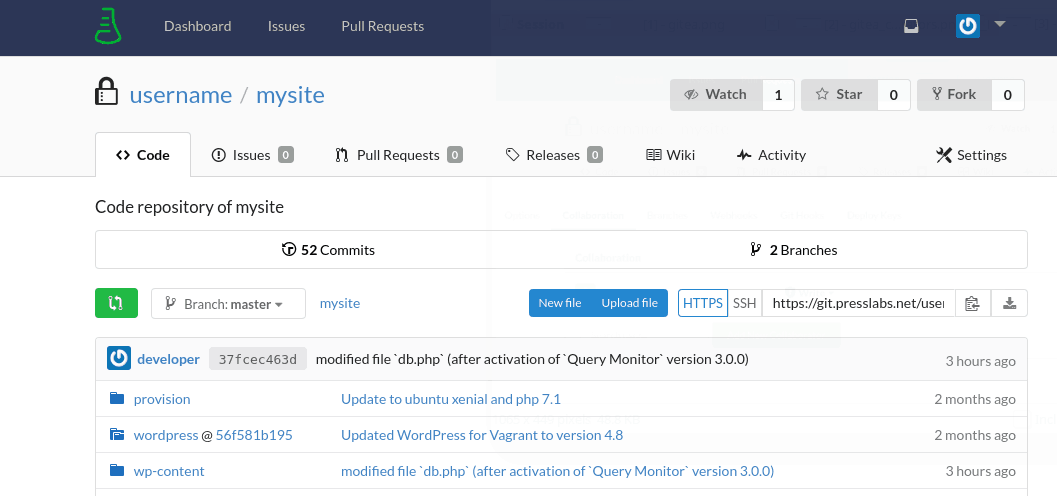 Dashboard Issues Pull Requests
username / mysite
Watch 1 Star 0 Fork 0
Code Issues 0 Pull Requests 0 Releases 0 Wiki Activity Settings
Code repository of mysite
52 Commits 2 Branches
Branch: master mysite New file Upload file HTTPS SSH https://git.presslabs.net/user
developer 37fcec463d modified file `db.php` (after activation of `Query Monitor` version 3.0.0) 3 hours ago
provision Update to ubuntu xenial and php 7.1 2 months ago
wordpress @ 56f581b195 Updated WordPress for Vagrant to version 4.8 2 months ago
wp-content modified file `db.php` (after activation of `Query Monitor` version 3.0.0) 3 hours ago